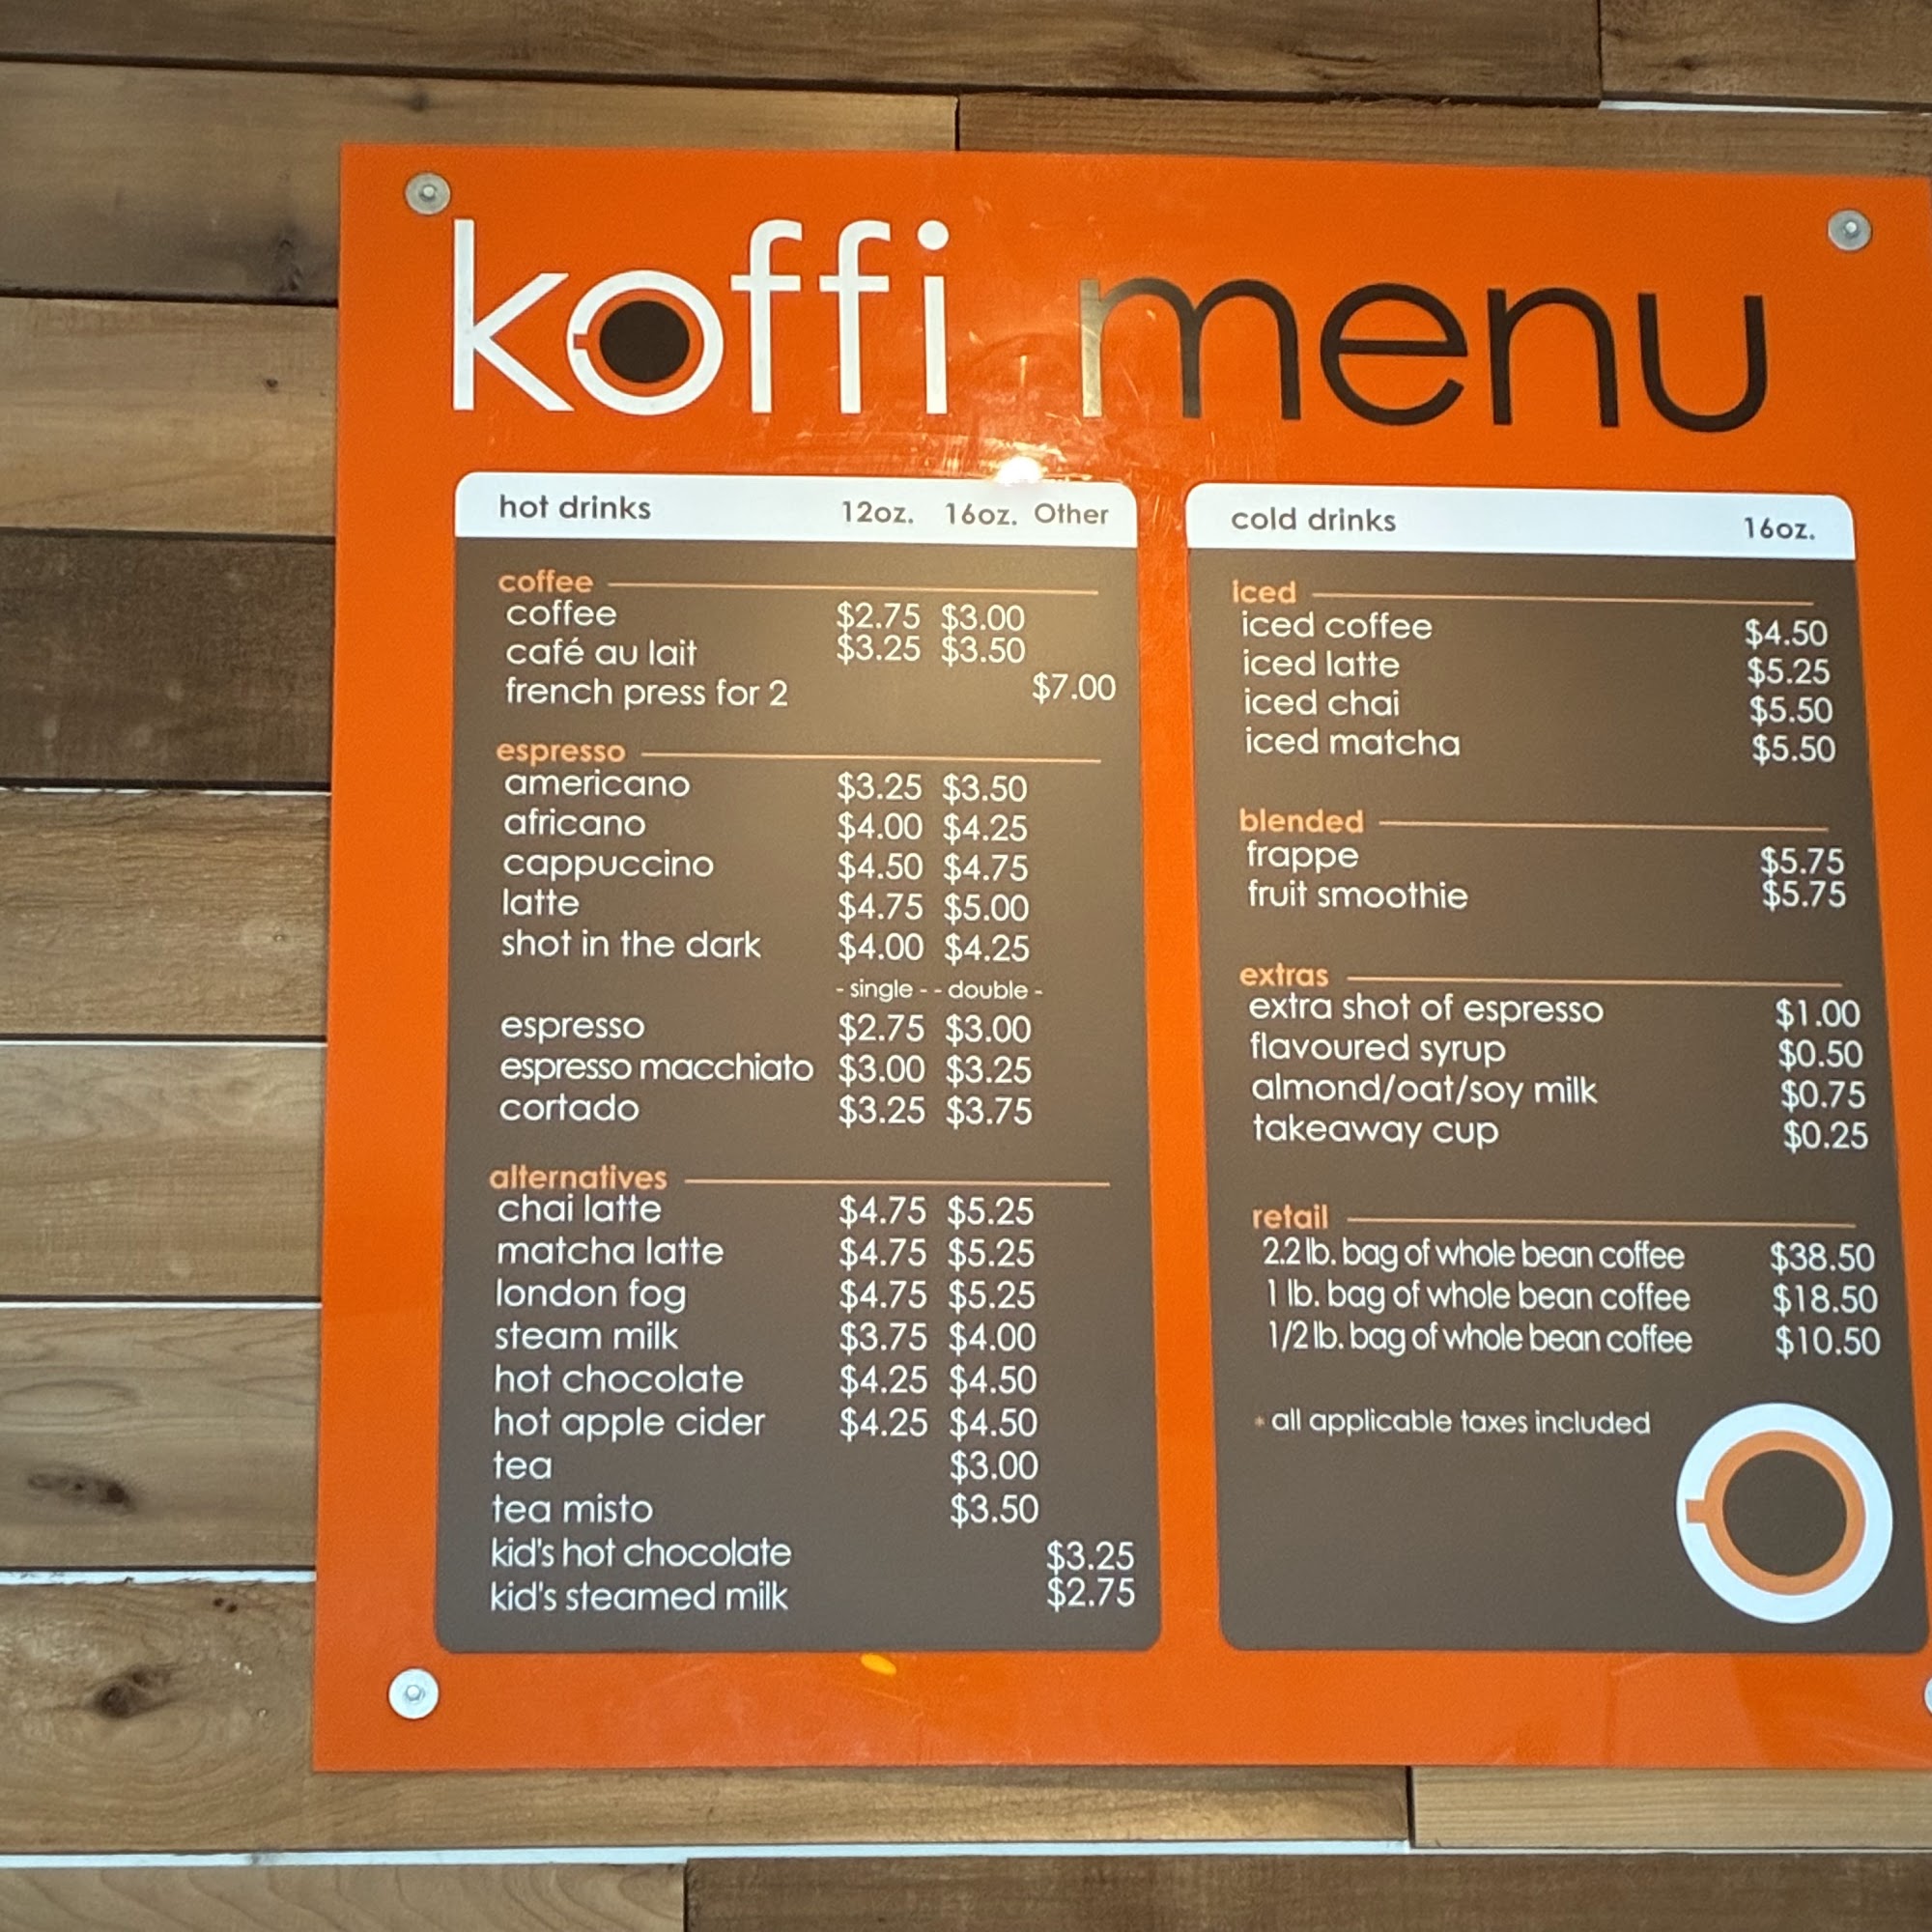 koffi menu
hot drinks 12oz. 16oz. Other
coffee
coffee $2.75 $3.00
café au lait $3.25 $3.50
french press for 2 $7.00
espresso
americano $3.25 $3.50
africano $4.00 $4.25
cappuccino $4.50 $4.75
latte $4.75 $5.00
shot in the dark $4.00 $4.25
- single - - double -
espresso $2.75 $3.00
espresso macchiato $3.00 $3.25
cortado $3.25 $3.75
alternatives
chai latte $4.75 $5.25
matcha latte $4.75 $5.25
london fog $4.75 $5.25
steam milk $3.75 $4.00
hot chocolate $4.25 $4.50
hot apple cider $4.25 $4.50
tea $3.00
tea misto $3.50
kid's hot chocolate $3.25
kid's steamed milk $2.75
cold drinks 16oz.
iced
iced coffee $4.50
iced latte $5.25
iced chai $5.50
iced matcha $5.50
blended
frappe $5.75
fruit smoothie $5.75
extras
extra shot of espresso $1.00
flavoured syrup $0.50
almond/oat/soy milk $0.75
takeaway cup $0.25
retail
2.2 lb. bag of whole bean coffee $38.50
1 lb. bag of whole bean coffee $18.50
1/2 lb. bag of whole bean coffee $10.50
* all applicable taxes included